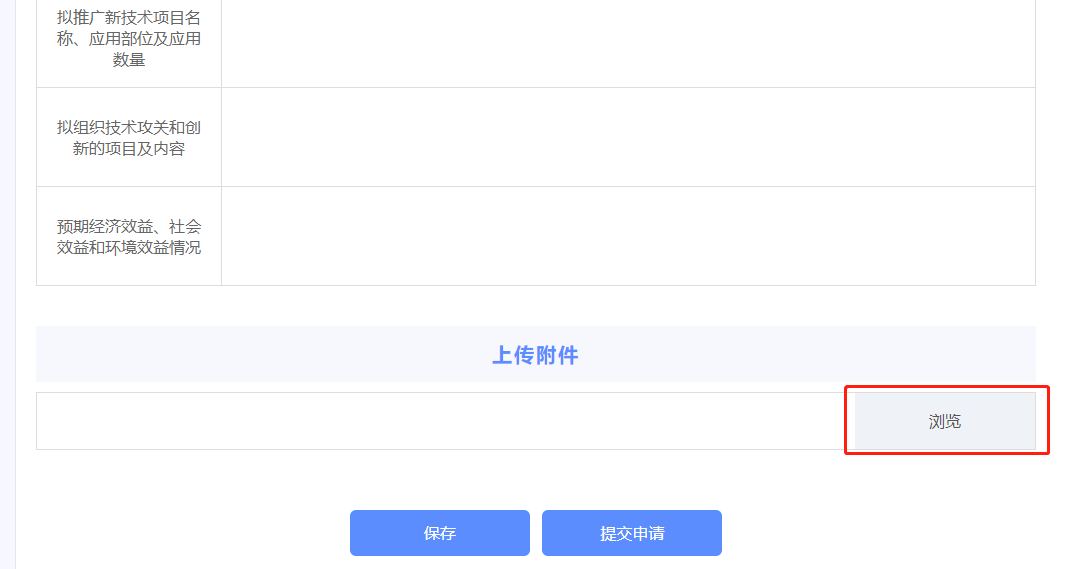 拟推广新技术项目名
称、应用部位及应用
数量
拟组织技术攻关和创
新的项目及内容
预期经济效益、社会
效益和环境效益情况
上传附件
浏览
保存
提交申请